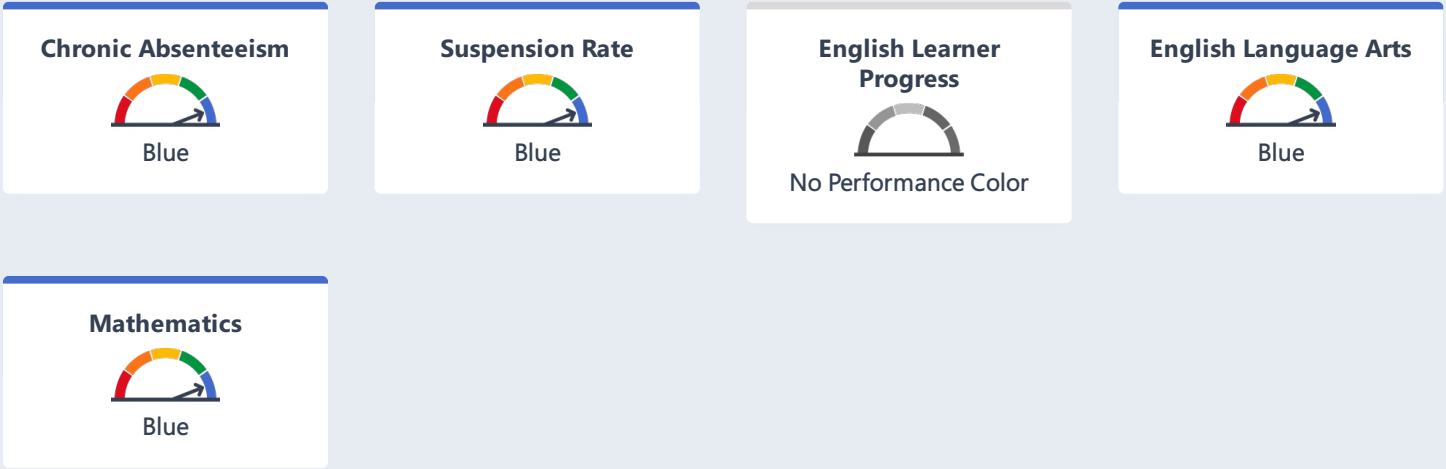 Chronic Absenteeism
Blue
Suspension Rate
Blue
English Learner
Progress
No Performance Color
English Language Arts
Blue
Mathematics
Blue